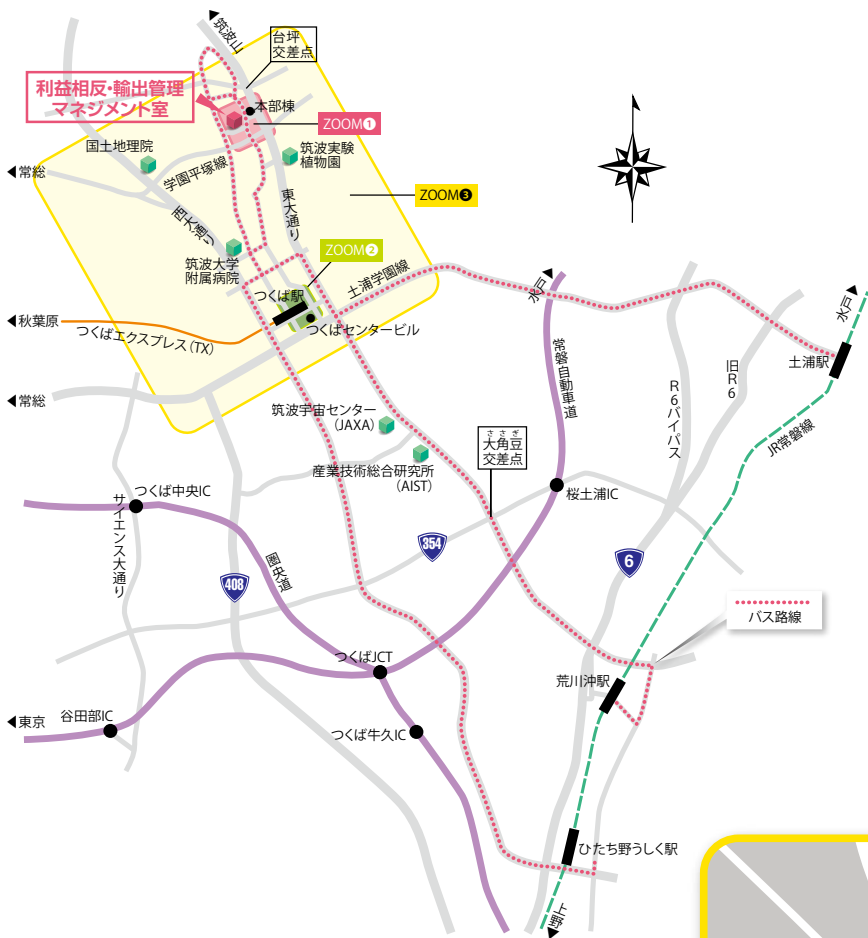 筑波山
台坪
交差点
利益相反・輸出管理
マネジメント室
本部棟
ZOOM❶
国土地理院
筑波実験
植物園
◀常総
学園平塚線
ZOOM❸
東大通り
西大通り
ZOOM❷
筑波大学
附属病院
土浦学園線
水戸
つくば駅
水戸
◀秋葉原
つくばエクスプレス(TX)
つくばセンタービル
常磐自動車道
土浦駅
旧R6
R6バイパス
◀常総
筑波宇宙センター
(JAXA)
ささぎ
大角豆
交差点
JR常磐線
産業技術総合研究所
(AIST)
つくば中央IC
桜土浦IC
サイエンス大通り
354
6
圏央道
408
バス路線
つくばJCT
荒川沖駅
◀東京
谷田部IC
つくば牛久IC
ひたち野うしく駅
上野